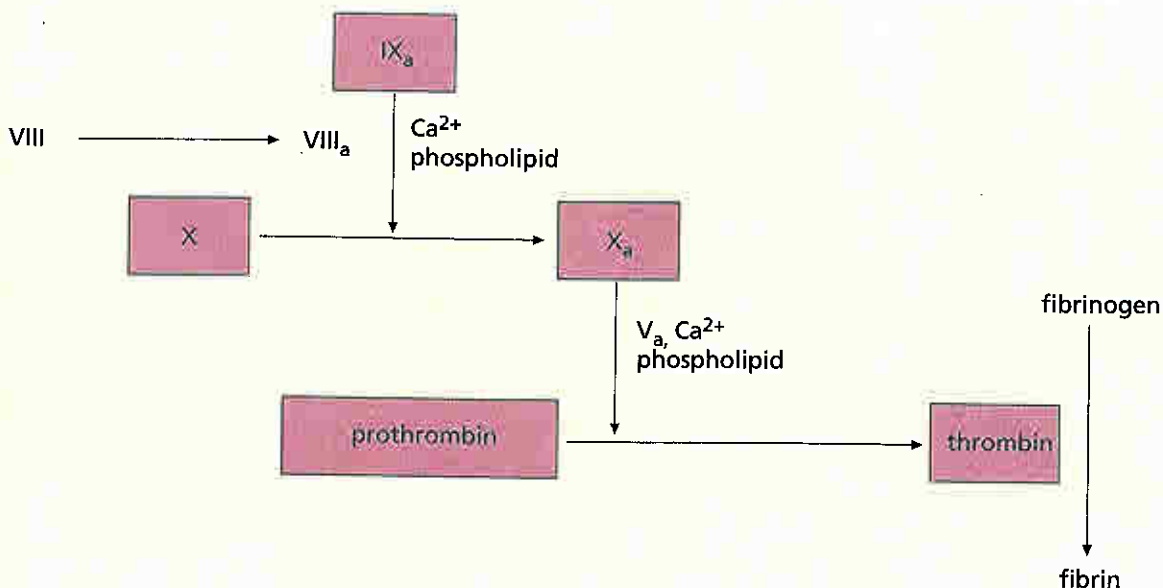 IXₐ
VIII
VIIIₐ
Ca²⁺
phospholipid
X
Xₐ
fibrinogen
Vₐ, Ca²⁺
phospholipid
prothrombin
thrombin
fibrin